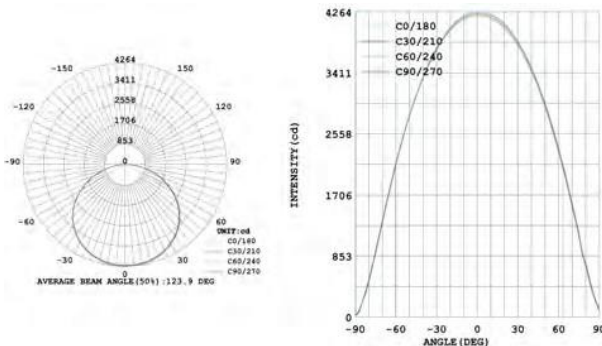 4264
-150 150
3411
-120 2558 120
1706
853
-90 0 90
-60 60
UNIT:cd
C0/180
-30 30 C30/210
C60/240
0 C90/270
AVERAGE BEAM ANGLE(50%):123.9 DEG
4264
C0/180
C30/210
C60/240
C90/270
3411
2558
INTENSITY(cd)
1706
853
0
-90 -60 -30 0 30 60 90
ANGLE(DEG)